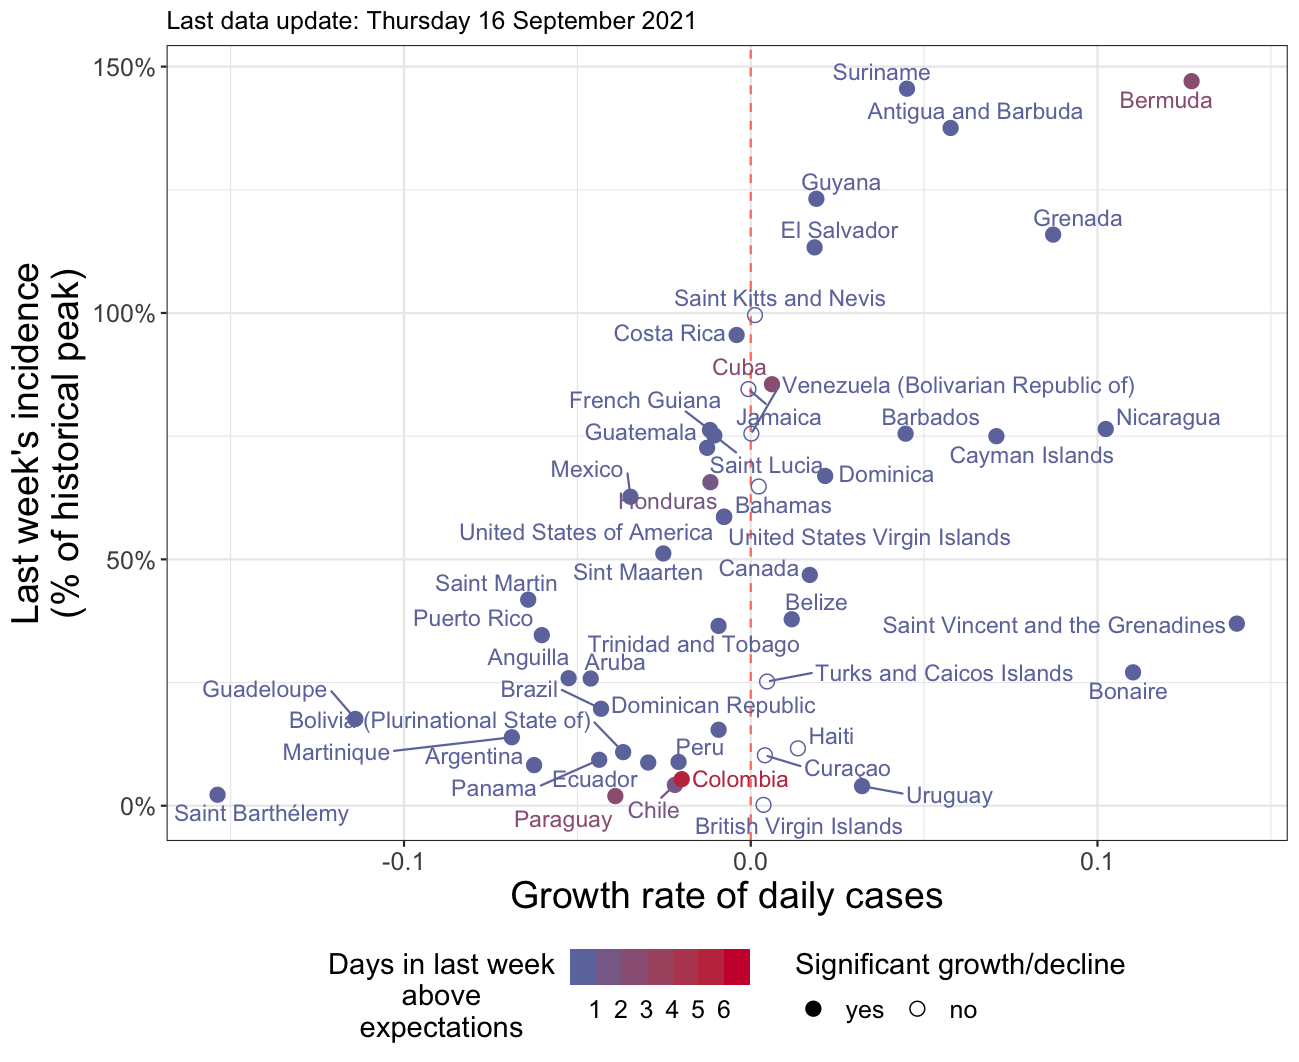 Last data update: Thursday 16 September 2021
Last week's incidence
(% of historical peak)
150%
100%
50%
0%
Suriname
Bermuda
Antigua and Barbuda
Guyana
Grenada
El Salvador
Saint Kitts and Nevis
Costa Rica
Cuba
Venezuela (Bolivarian Republic of)
French Guiana
Jamaica
Barbados
Nicaragua
Guatemala
Cayman Islands
Mexico
Saint Lucia
Dominica
Honduras
Bahamas
United States of America
United States Virgin Islands
Sint Maarten
Canada
Saint Martin
Belize
Puerto Rico
Saint Vincent and the Grenadines
Trinidad and Tobago
Anguilla
Aruba
Turks and Caicos Islands
Guadeloupe
Brazil
Bonaire
Dominican Republic
Bolivia (Plurinational State of)
Haiti
Martinique
Argentina
Peru
Curaçao
Panama
Ecuador
Colombia
Uruguay
Saint Barthélemy
Paraguay
Chile
British Virgin Islands
-0.1
0.0
0.1
Growth rate of daily cases
Days in last week
above
expectations
1 2 3 4 5 6
Significant growth/decline
yes
no